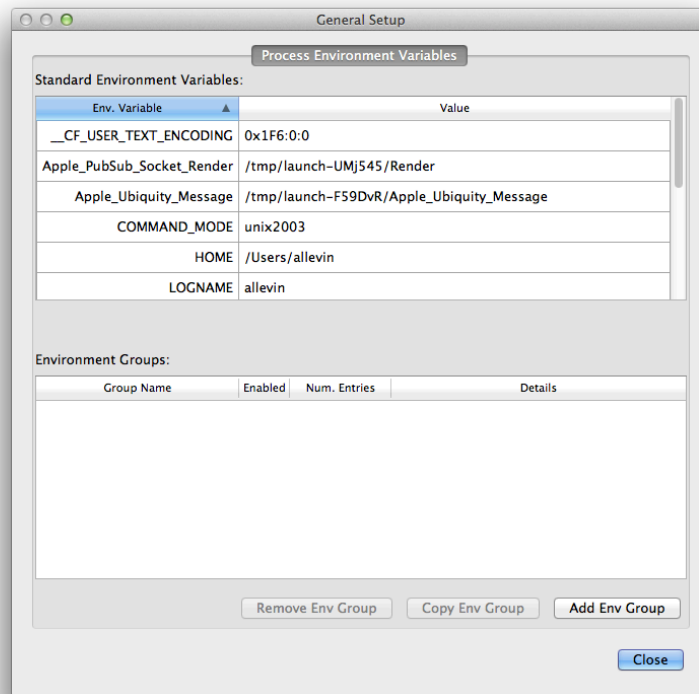 General Setup
Process Environment Variables
Standard Environment Variables:
Env. Variable Value
__CF_USER_TEXT_ENCODING 0x1F6:0:0
Apple_PubSub_Socket_Render /tmp/launch-UMj545/Render
Apple_Ubiquity_Message /tmp/launch-F59DvR/Apple_Ubiquity_Message
COMMAND_MODE unix2003
HOME /Users/allevin
LOGNAME allevin
Environment Groups:
Group Name Enabled Num. Entries Details
Remove Env Group Copy Env Group Add Env Group
Close